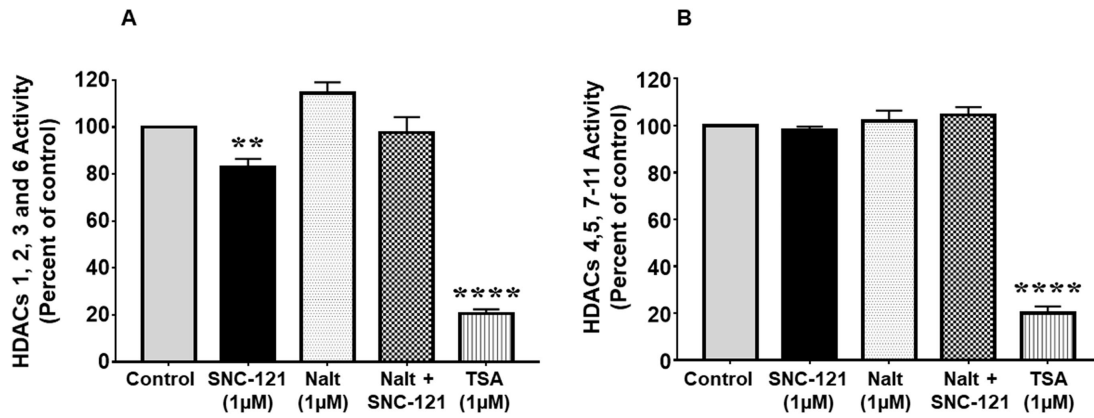 A
HDACs 1, 2, 3 and 6 Activity
(Percent of control)
120
100
80
60
40
20
0
**
****
Control
SNC-121
(1µM)
Nalt
(1µM)
Nalt +
SNC-121
TSA
(1µM)
B
HDACs 4,5, 7-11 Activity
(Percent of control)
120
100
80
60
40
20
0
****
Control
SNC-121
(1µM)
Nalt
(1µM)
Nalt +
SNC-121
TSA
(1µM)